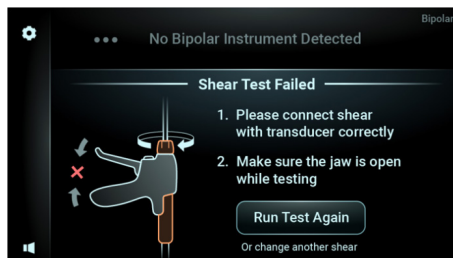 Bipolar
No Bipolar Instrument Detected
Shear Test Failed
1. Please connect shear
with transducer correctly
2. Make sure the jaw is open
while testing
Run Test Again
Or change another shear